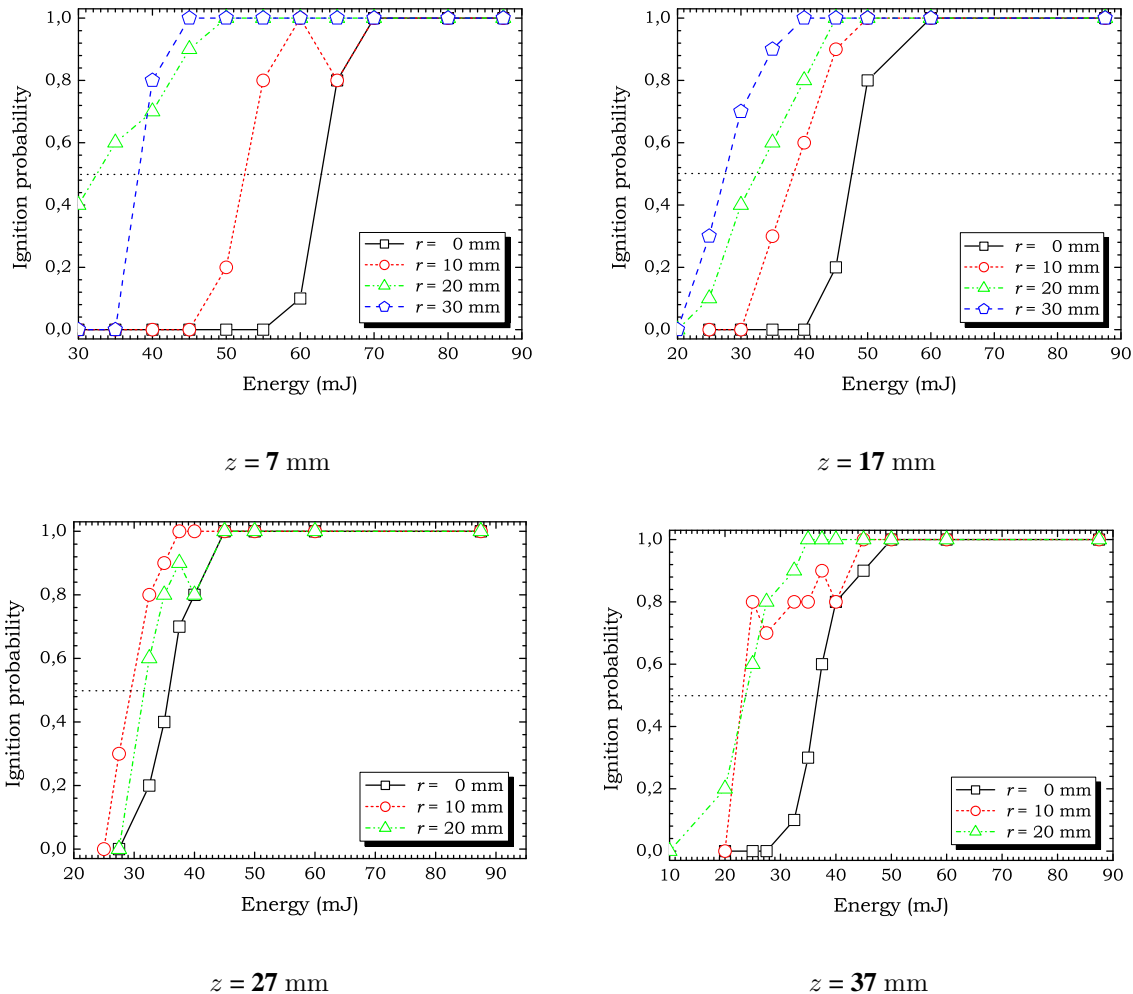 1,0
0,8
0,6
0,4
0,2
0,0
Ignition probability
r = 0 mm
r = 10 mm
r = 20 mm
r = 30 mm
30 40 50 60 70 80 90
Energy (mJ)
z = 7 mm
1,0
0,8
0,6
0,4
0,2
0,0
Ignition probability
r = 0 mm
r = 10 mm
r = 20 mm
r = 30 mm
20 30 40 50 60 70 80 90
Energy (mJ)
z = 17 mm
1,0
0,8
0,6
0,4
0,2
0,0
Ignition probability
r = 0 mm
r = 10 mm
r = 20 mm
20 30 40 50 60 70 80 90
Energy (mJ)
z = 27 mm
1,0
0,8
0,6
0,4
0,2
0,0
Ignition probability
r = 0 mm
r = 10 mm
r = 20 mm
10 20 30 40 50 60 70 80 90
Energy (mJ)
z = 37 mm